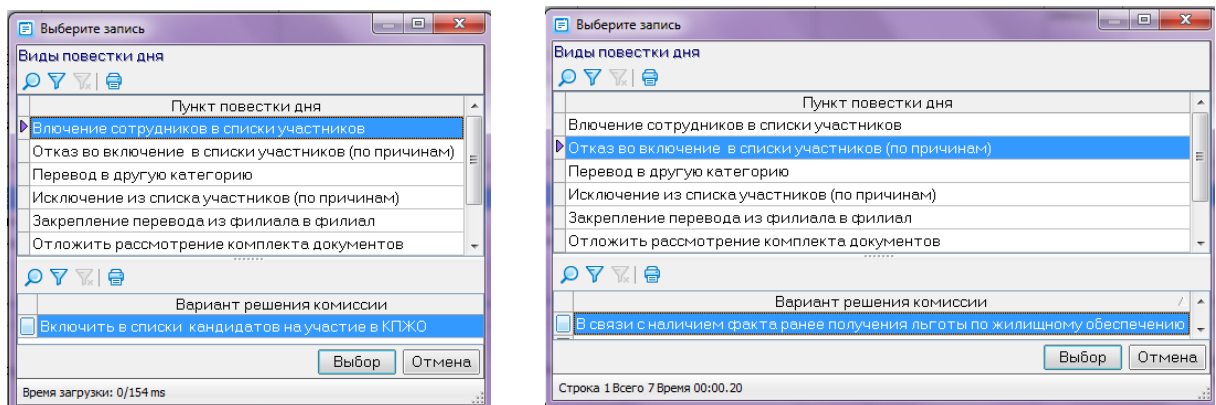 Выберите запись
Виды повестки дня
Пункт повестки дня
Влючение сотрудников в списки участников
Отказ во включение в списки участников (по причинам)
Перевод в другую категорию
Исключение из списка участников (по причинам)
Закрепление перевода из филиала в филиал
Отложить рассмотрение комплекта документов
Вариант решения комиссии
Включить в списки кандидатов на участие в КПЖО
Выбор Отмена
Время загрузки: 0/154 ms
Выберите запись
Виды повестки дня
Пункт повестки дня
Влючение сотрудников в списки участников
Отказ во включение в списки участников (по причинам)
Перевод в другую категорию
Исключение из списка участников (по причинам)
Закрепление перевода из филиала в филиал
Отложить рассмотрение комплекта документов
Вариант решения комиссии
В связи с наличием факта ранее получения льготы по жилищному обеспечению
Выбор Отмена
Строка 1 Всего 7 Время 00:00.20